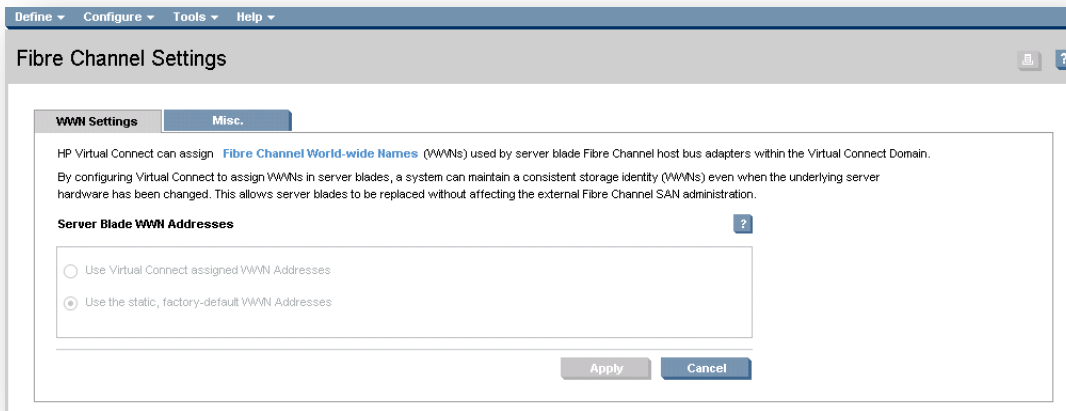 Define Configure Tools Help
Fibre Channel Settings
?
WWN Settings Misc.
HP Virtual Connect can assign Fibre Channel World-wide Names (WWNs) used by server blade Fibre Channel host bus adapters within the Virtual Connect Domain.
By configuring Virtual Connect to assign WWNs in server blades, a system can maintain a consistent storage identity (WWNs) even when the underlying server
hardware has been changed. This allows server blades to be replaced without affecting the external Fibre Channel SAN administration.
Server Blade WWN Addresses ?
Use Virtual Connect assigned WWN Addresses
Use the static, factory-default WWN Addresses
Apply Cancel